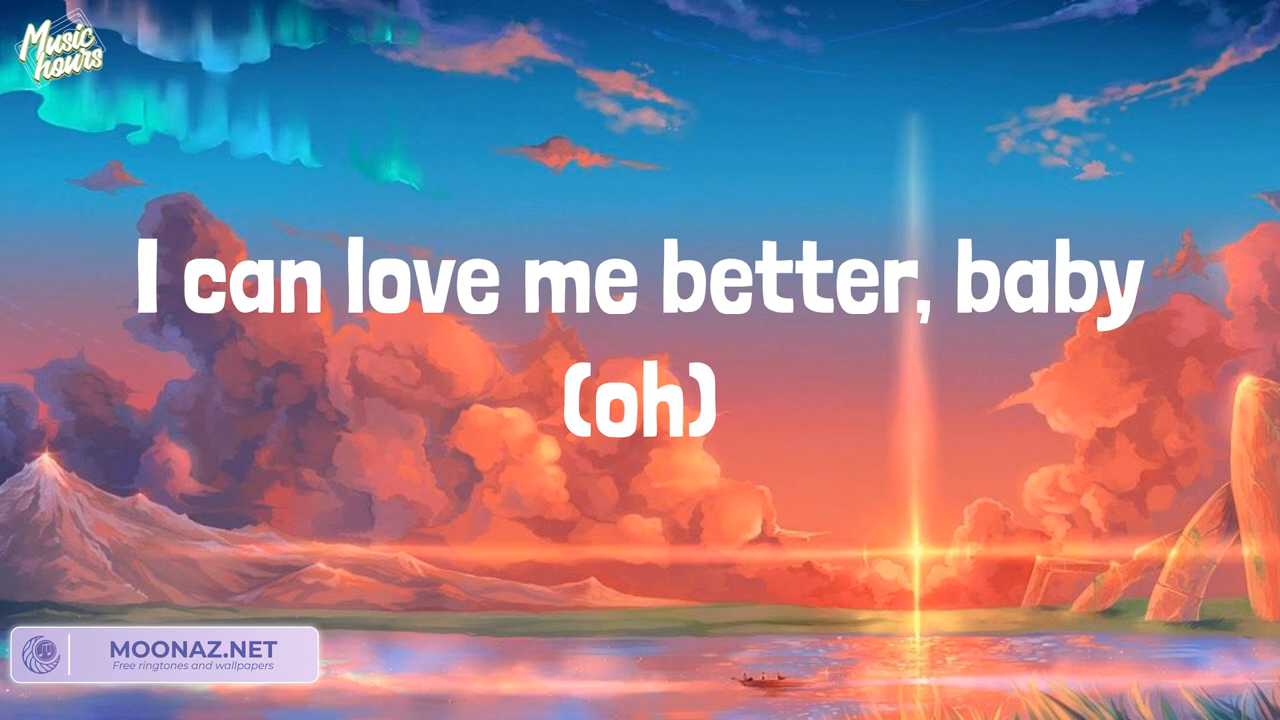 Music
hours
I can love me better, baby
(oh)
MOONAZ.NET
Free ringtones and wallpapers